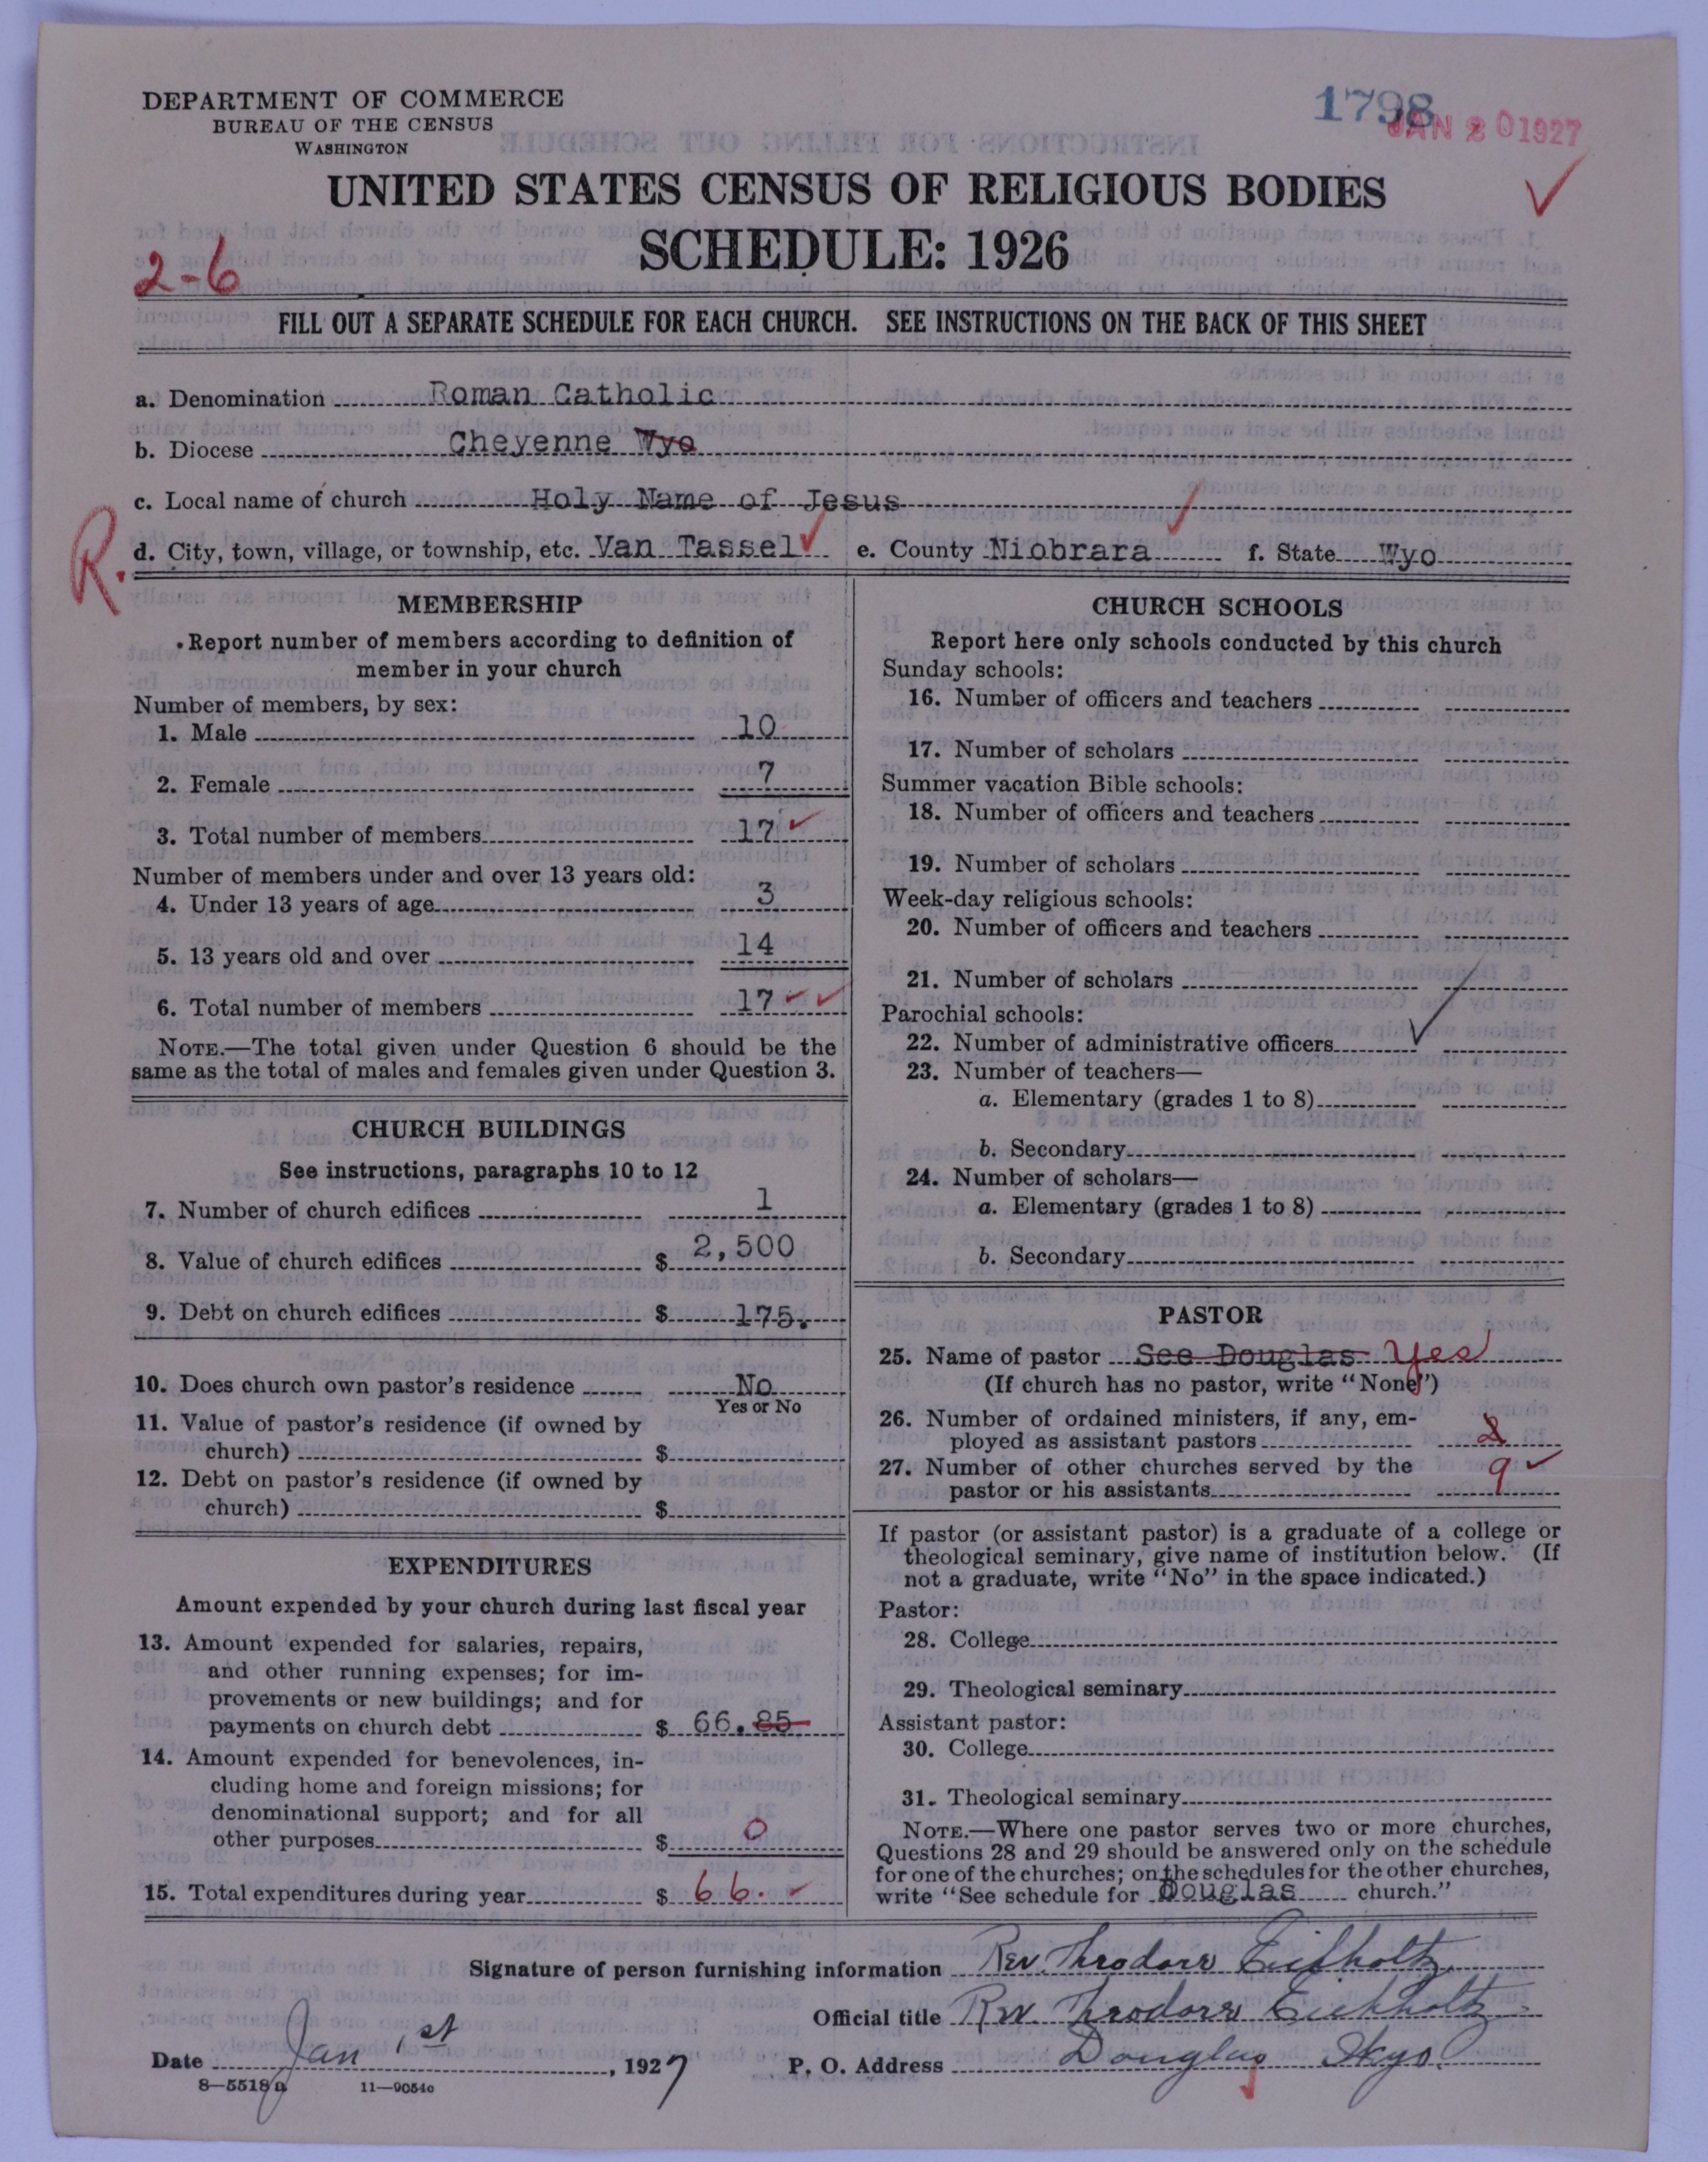 DEPARTMENT OF COMMERCE
BUREAU OF THE CENSUS
WASHINGTON
1798
JAN 20 1927
UNITED STATES CENSUS OF RELIGIOUS BODIES
SCHEDULE: 1926
2-6
FILL OUT A SEPARATE SCHEDULE FOR EACH CHURCH. SEE INSTRUCTIONS ON THE BACK OF THIS SHEET
a. Denomination Roman Catholic
b. Diocese Cheyenne Wyo
c. Local name of church Holy Name of Jesus
R.
d. City, town, village, or township, etc. Van Tassel e. County Niobrara f. State Wyo
MEMBERSHIP
Report number of members according to definition of
member in your church
Number of members, by sex:
1. Male 10
2. Female 7
3. Total number of members 17
Number of members under and over 13 years old:
4. Under 13 years of age 3
5. 13 years old and over 14
6. Total number of members 17
NOTE.—The total given under Question 6 should be the
same as the total of males and females given under Question 3.
CHURCH BUILDINGS
See instructions, paragraphs 10 to 12
7. Number of church edifices 1
8. Value of church edifices $ 2,500
9. Debt on church edifices $ 175.
10. Does church own pastor's residence No
Yes or No
11. Value of pastor's residence (if owned by
church) $
12. Debt on pastor's residence (if owned by
church) $
EXPENDITURES
Amount expended by your church during last fiscal year
13. Amount expended for salaries, repairs,
and other running expenses; for im-
provements or new buildings; and for
payments on church debt $ 66.85
14. Amount expended for benevolences, in-
cluding home and foreign missions; for
denominational support; and for all
other purposes $ 0
15. Total expenditures during year $ 66.
CHURCH SCHOOLS
Report here only schools conducted by this church
Sunday schools:
16. Number of officers and teachers
17. Number of scholars
Summer vacation Bible schools:
18. Number of officers and teachers
19. Number of scholars
Week-day religious schools:
20. Number of officers and teachers
21. Number of scholars
Parochial schools:
22. Number of administrative officers
23. Number of teachers—
a. Elementary (grades 1 to 8)
b. Secondary
24. Number of scholars—
a. Elementary (grades 1 to 8)
b. Secondary
PASTOR
25. Name of pastor See Douglas Yes
(If church has no pastor, write "None")
26. Number of ordained ministers, if any, em-
ployed as assistant pastors
27. Number of other churches served by the 9
pastor or his assistants
If pastor (or assistant pastor) is a graduate of a college or
theological seminary, give name of institution below. (If
not a graduate, write "No" in the space indicated.)
Pastor:
28. College
29. Theological seminary
Assistant pastor:
30. College
31. Theological seminary
NOTE.—Where one pastor serves two or more churches,
Questions 28 and 29 should be answered only on the schedule
for one of the churches; on the schedules for the other churches,
write "See schedule for Douglas church."
Signature of person furnishing information Rev. Theodore Eichholtz
Official title Rev. Theodore Eichholtz
Date Jan 1st, 1927 P. O. Address Douglas Wyo.
8—5518a 11—9054o